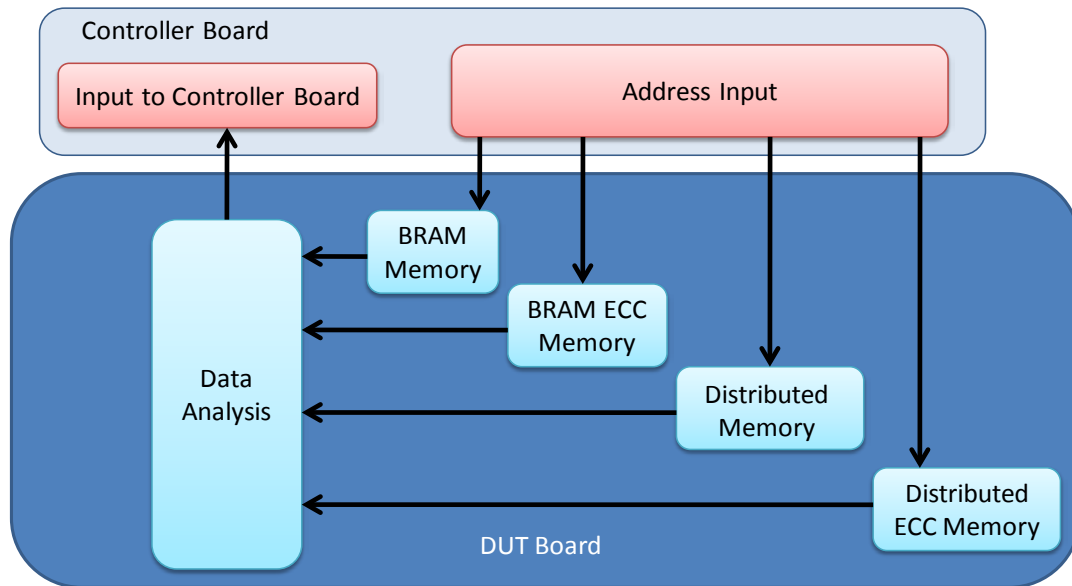 Controller Board
Input to Controller Board
Address Input
BRAM
Memory
BRAM ECC
Memory
Data
Analysis
Distributed
Memory
Distributed
ECC Memory
DUT Board